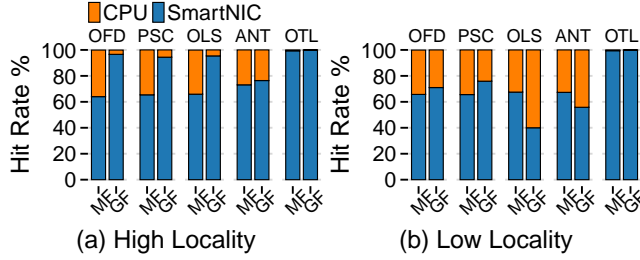 CPU SmartNIC
OFD PSC OLS ANT OTL
Hit Rate %
100
80
60
40
20
0
MF GF MF GF MF GF MF GF MF GF
(a) High Locality
OFD PSC OLS ANT OTL
Hit Rate %
100
80
60
40
20
0
MF GF MF GF MF GF MF GF MF GF
(b) Low Locality